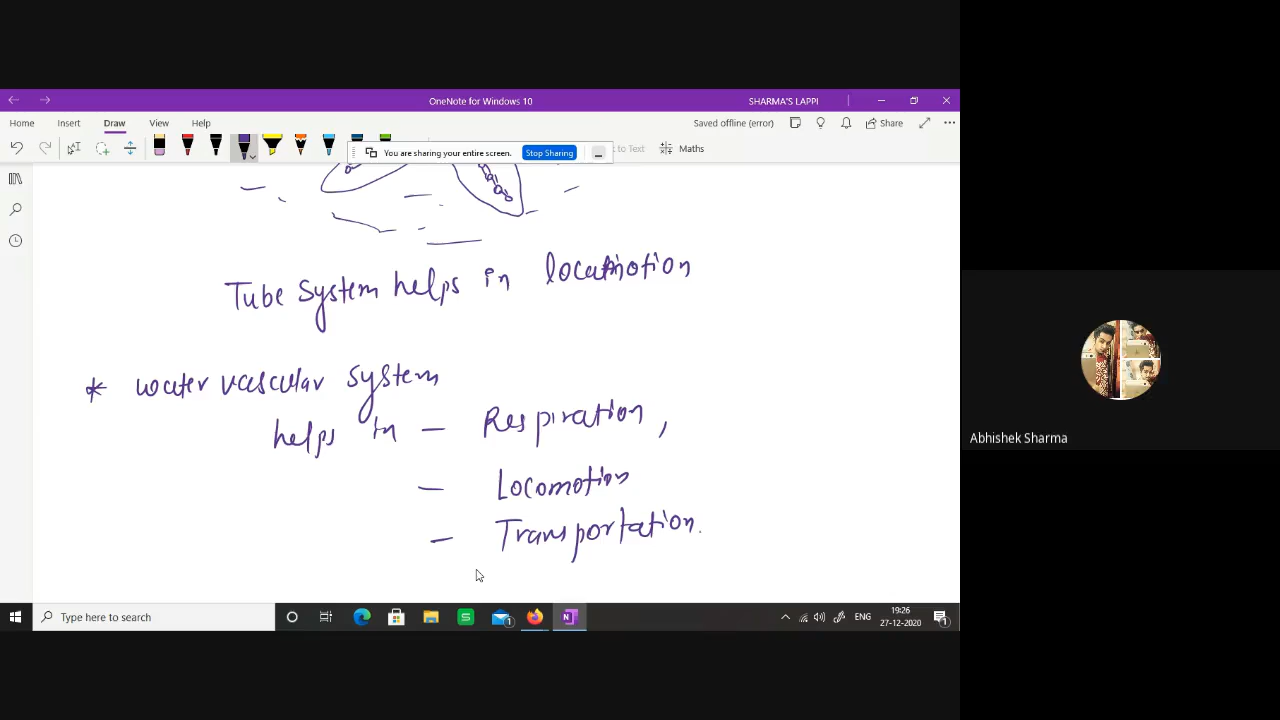 OneNote for Windows 10
SHARMA'S LAPPI
Home Insert Draw View Help
Saved offline (error)
Share
You are sharing your entire screen. Stop Sharing
to Text
Maths
Tube System helps in locomotion
* water vascular system
helps in – Respiration,
– Locomotion
– Transportation.
Abhishek Sharma
Type here to search
ENG
19:26
27-12-2020